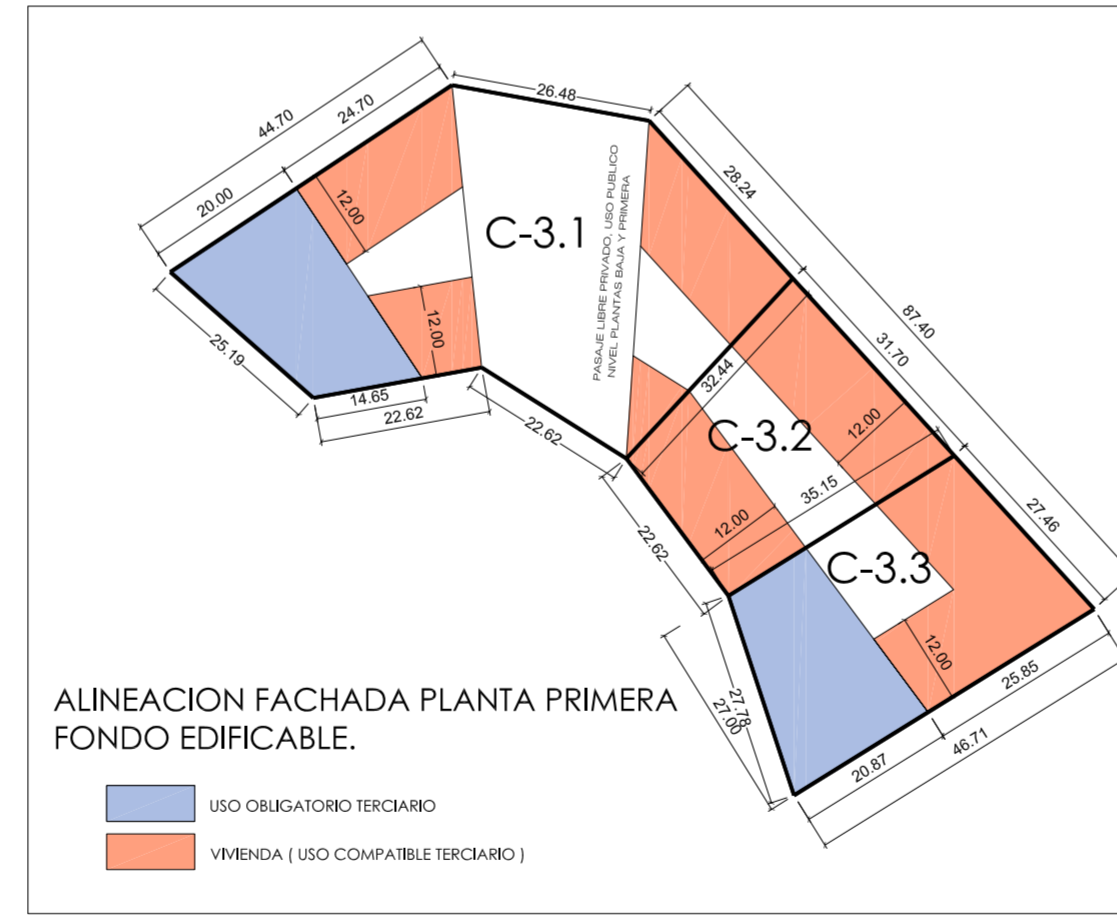 44.70
24.70
20.00
12.00
26.48
C-3.1
PASAJE LIBRE PRIVADO, USO PUBLICO
NIVEL PLANTAS BAJA Y PRIMERA
28.24
87.40
31.70
27.46
12.00
25.19
14.65
22.62
22.62
32.44
C-3.2
12.00
35.15
12.00
22.62
C-3.3
12.00
27.78
27.00
25.85
20.87
46.71
ALINEACION FACHADA PLANTA PRIMERA
FONDO EDIFICABLE.
USO OBLIGATORIO TERCIARIO
VIVIENDA ( USO COMPATIBLE TERCIARIO )